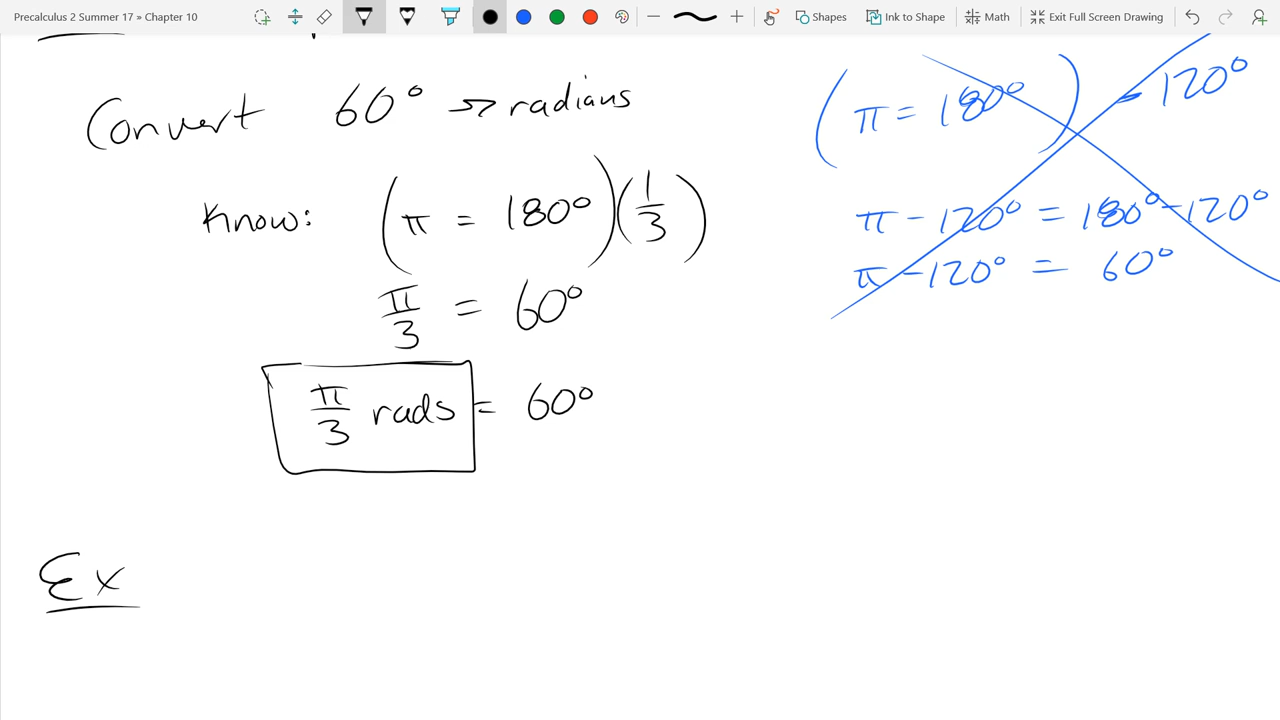 Precalculus 2 Summer 17 » Chapter 10
Shapes
Ink to Shape
Math
Exit Full Screen Drawing
Convert 60° → radians
Know: (π = 180°)(1/3)
π/3 = 60°
π/3 rads = 60°
Ex
(π = 180°) - 120°
π - 120° = 180° - 120°
π - 120° = 60°